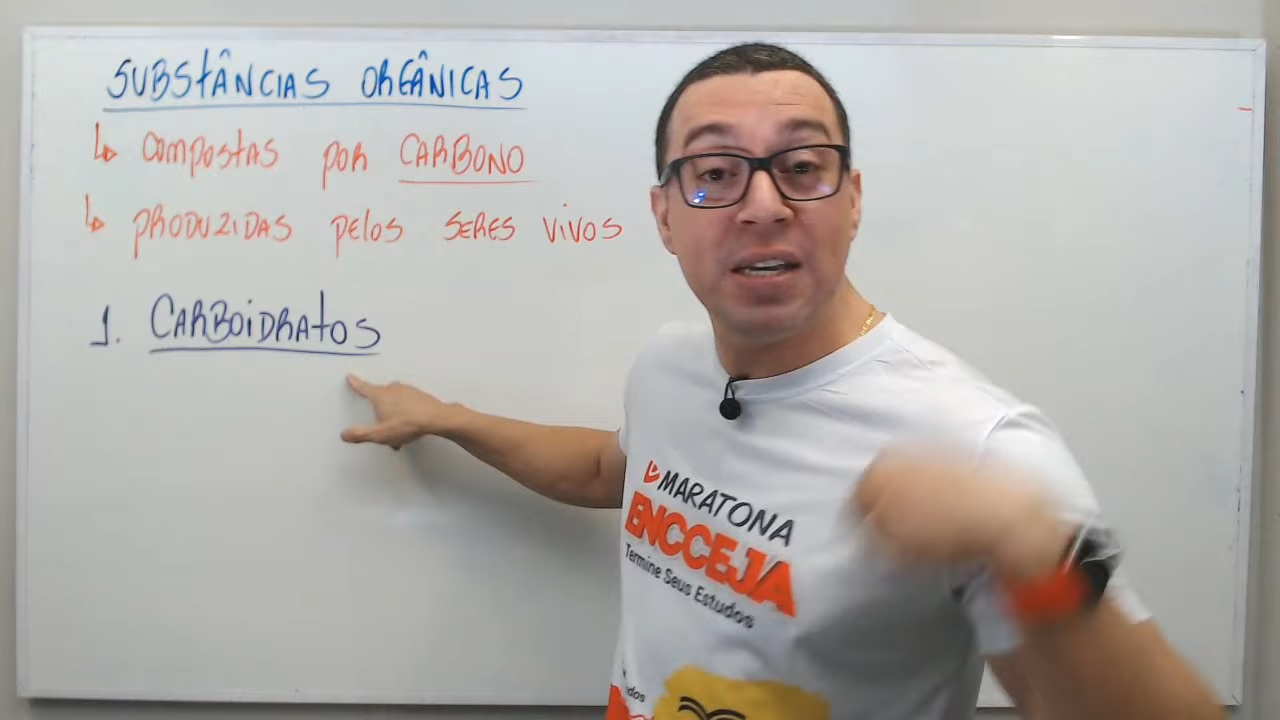 SUBSTÂNCIAS ORGÂNICAS
↳ COMPOSTAS POR CARBONO
↳ PRODUZIDAS PELOS SERES VIVOS
1. CARBOIDRATOS
MARATONA
ENCCEJA
Termine Seus Estudos